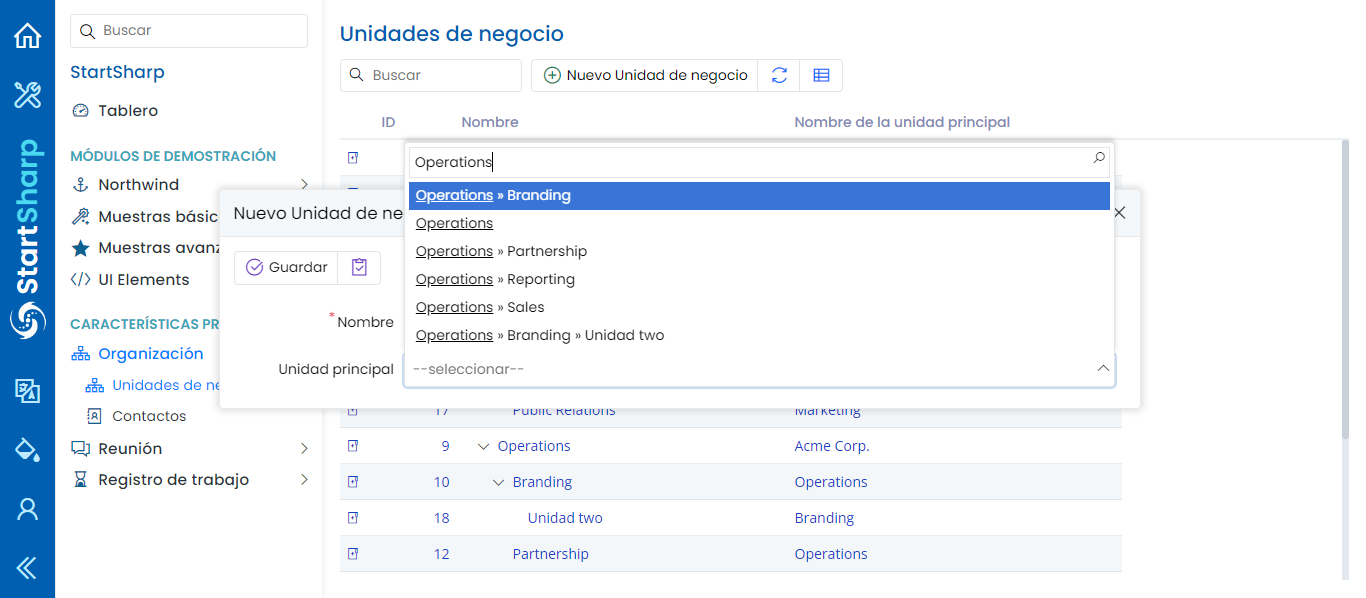 StartSharp
Buscar
StartSharp
Tablero
MÓDULOS DE DEMOSTRACIÓN
Northwind
Muestras básic
Muestras avanz
UI Elements
CARACTERÍSTICAS PR
Organización
Unidades de ne
Contactos
Reunión
Registro de trabajo
Unidades de negocio
Buscar
Nuevo Unidad de negocio
ID Nombre Nombre de la unidad principal
Nuevo Unidad de ne
Guardar
*Nombre
Operations
Operations » Branding
Operations
Operations » Partnership
Operations » Reporting
Operations » Sales
Operations » Branding » Unidad two
Unidad principal --seleccionar--
17 Public Relations Marketing
9 Operations Acme Corp.
10 Branding Operations
18 Unidad two Branding
12 Partnership Operations